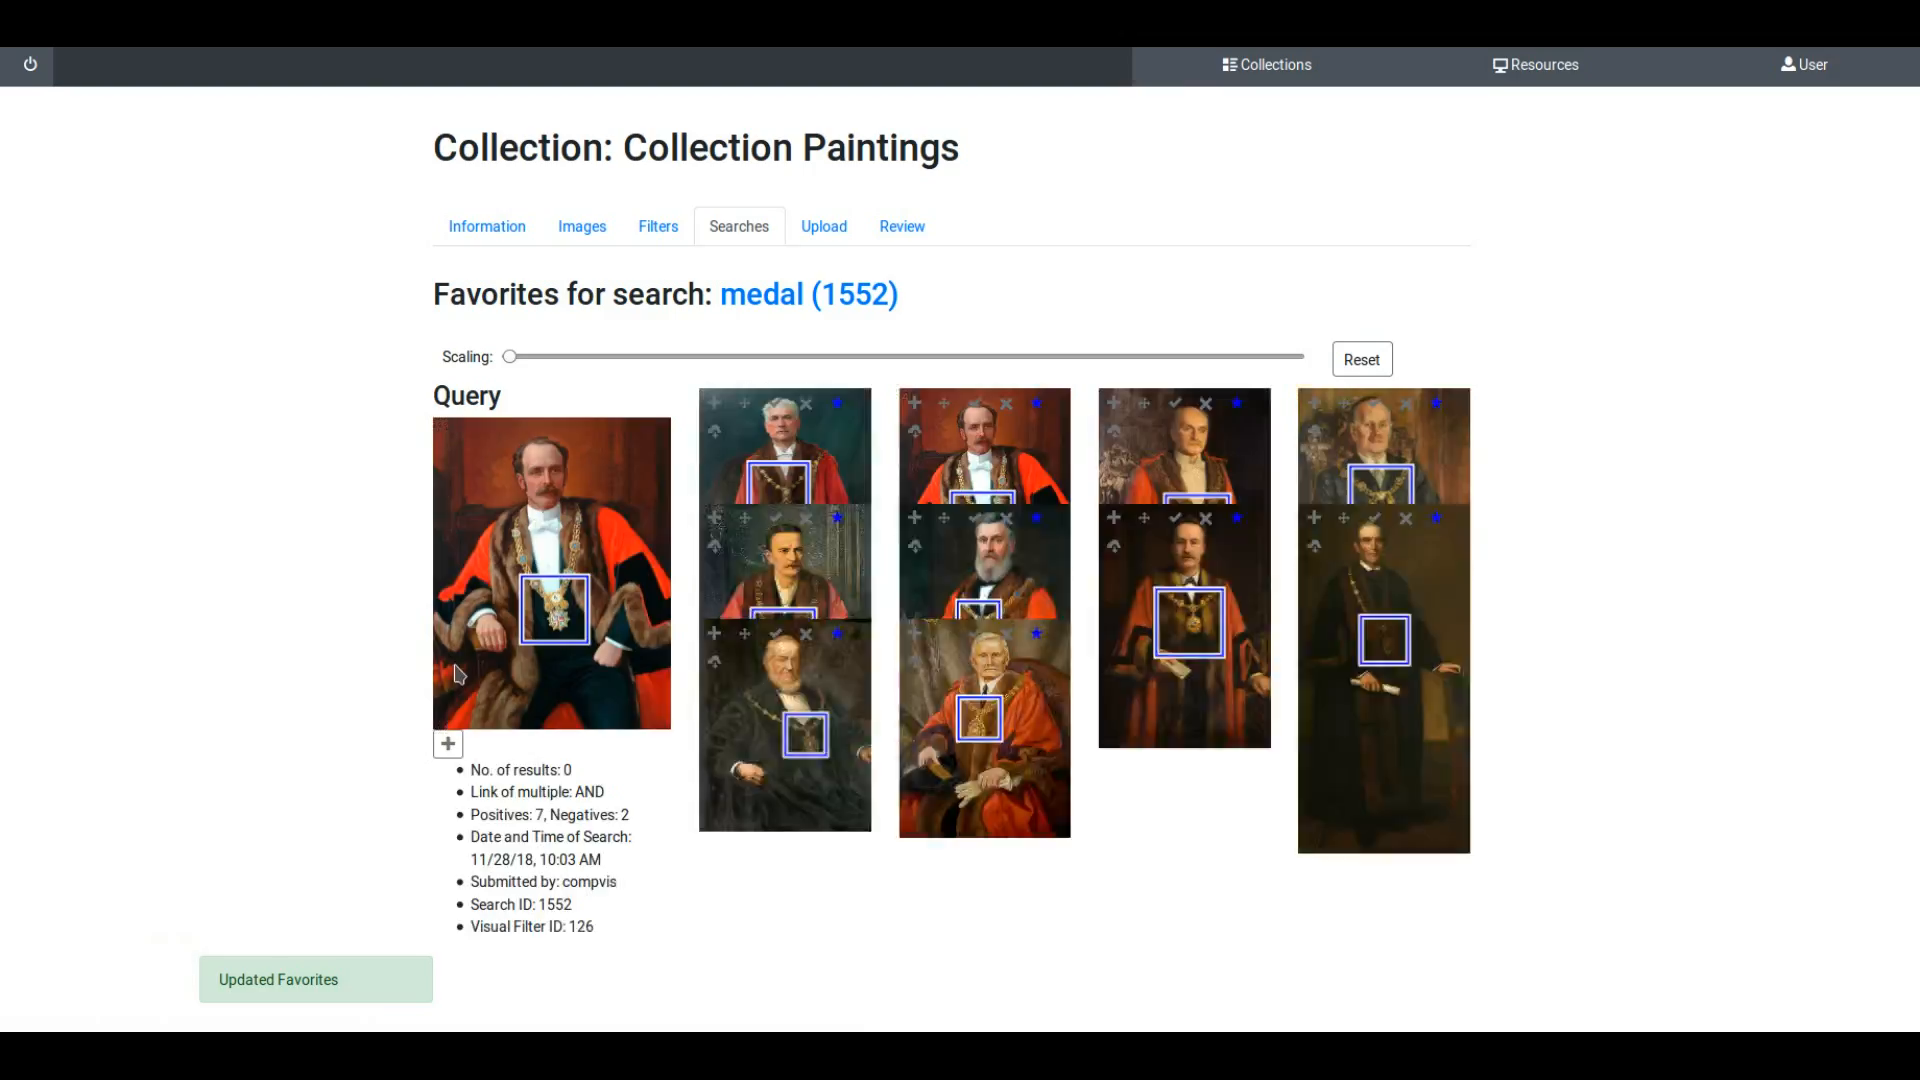 Collections
Resources
User
Collection: Collection Paintings
Information
Images
Filters
Searches
Upload
Review
Favorites for search: medal (1552)
Scaling:
Reset
Query
No. of results: 0
Link of multiple: AND
Positives: 7, Negatives: 2
Date and Time of Search:
11/28/18, 10:03 AM
Submitted by: compvis
Search ID: 1552
Visual Filter ID: 126
Updated Favorites